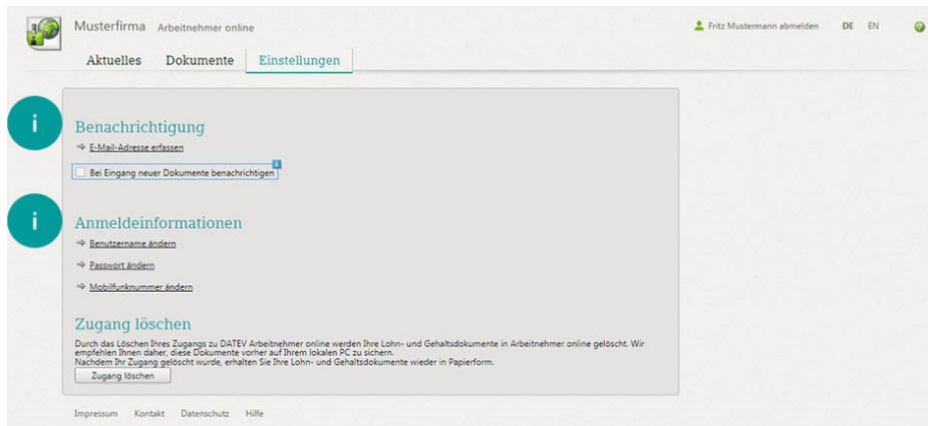 Musterfirma Arbeitnehmer online
Fritz Mustermann abmelden DE EN
Aktuelles Dokumente Einstellungen
i
Benachrichtigung
E-Mail-Adresse erfassen
Bei Eingang neuer Dokumente benachrichtigen
i
Anmeldeinformationen
Benutzername ändern
Passwort ändern
Mobilfunknummer ändern
Zugang löschen
Durch das Löschen Ihres Zugangs zu DATEV Arbeitnehmer online werden Ihre Lohn- und Gehaltsdokumente in Arbeitnehmer online gelöscht. Wir
empfehlen Ihnen daher, diese Dokumente vorher auf Ihrem lokalen PC zu sichern.
Nachdem Ihr Zugang gelöscht wurde, erhalten Sie Ihre Lohn- und Gehaltsdokumente wieder in Papierform.
Zugang löschen
Impressum Kontakt Datenschutz Hilfe